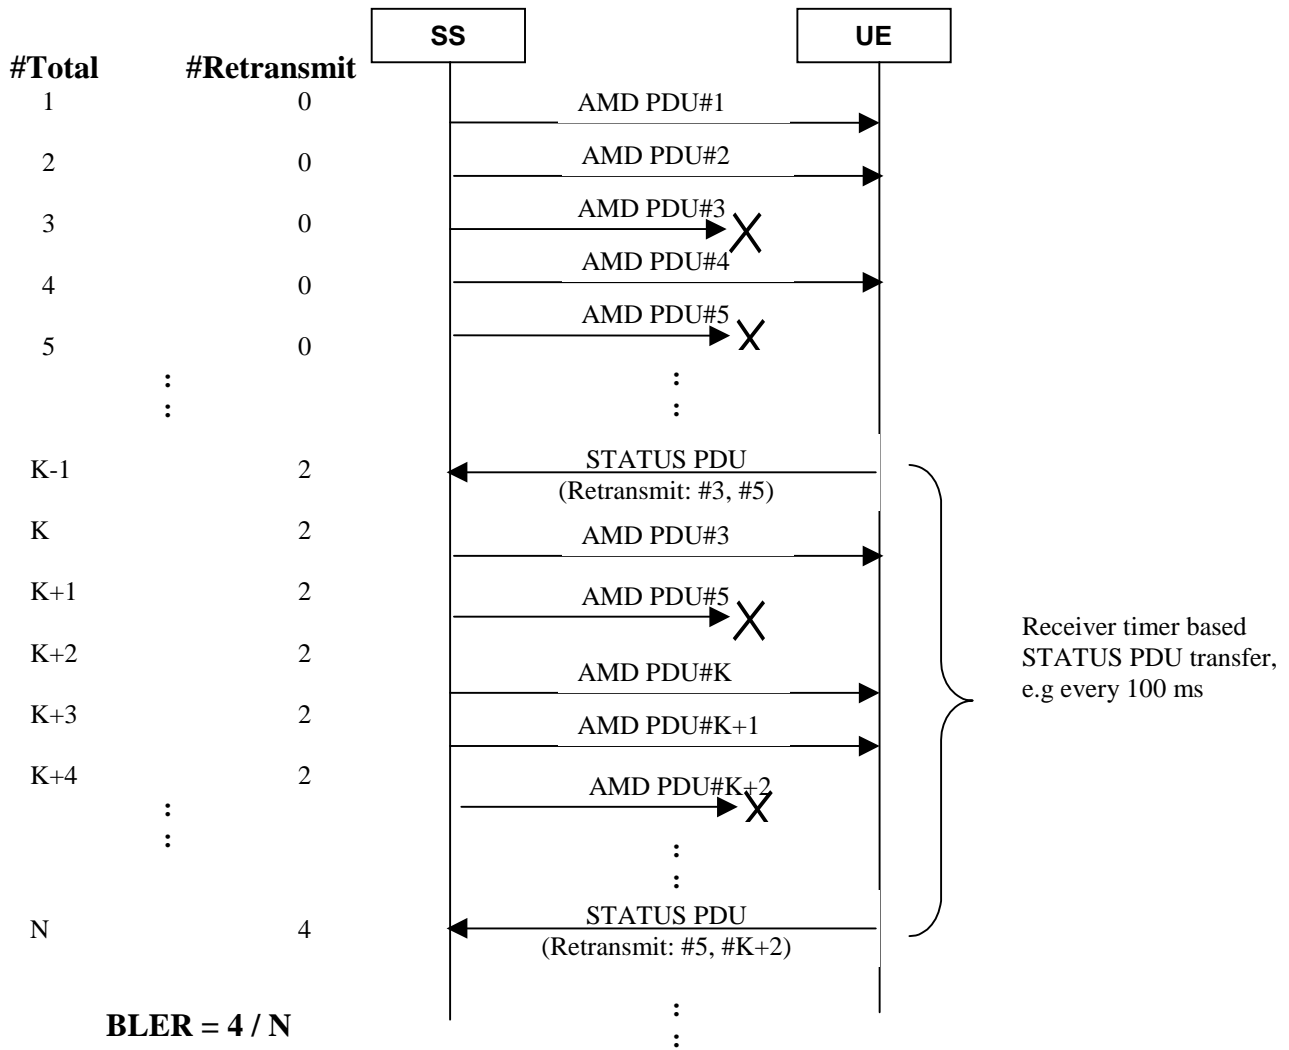 SS
UE
#Total
#Retransmit
1
0
AMD PDU#1
2
0
AMD PDU#2
3
0
AMD PDU#3
4
0
AMD PDU#4
5
0
AMD PDU#5
:
:
:
:
K-1
2
STATUS PDU
(Retransmit: #3, #5)
K
2
AMD PDU#3
K+1
2
AMD PDU#5
K+2
2
AMD PDU#K
K+3
2
AMD PDU#K+1
K+4
2
AMD PDU#K+2
:
:
:
:
Receiver timer based
STATUS PDU transfer,
e.g every 100 ms
N
4
STATUS PDU
(Retransmit: #5, #K+2)
BLER = 4 / N
:
: